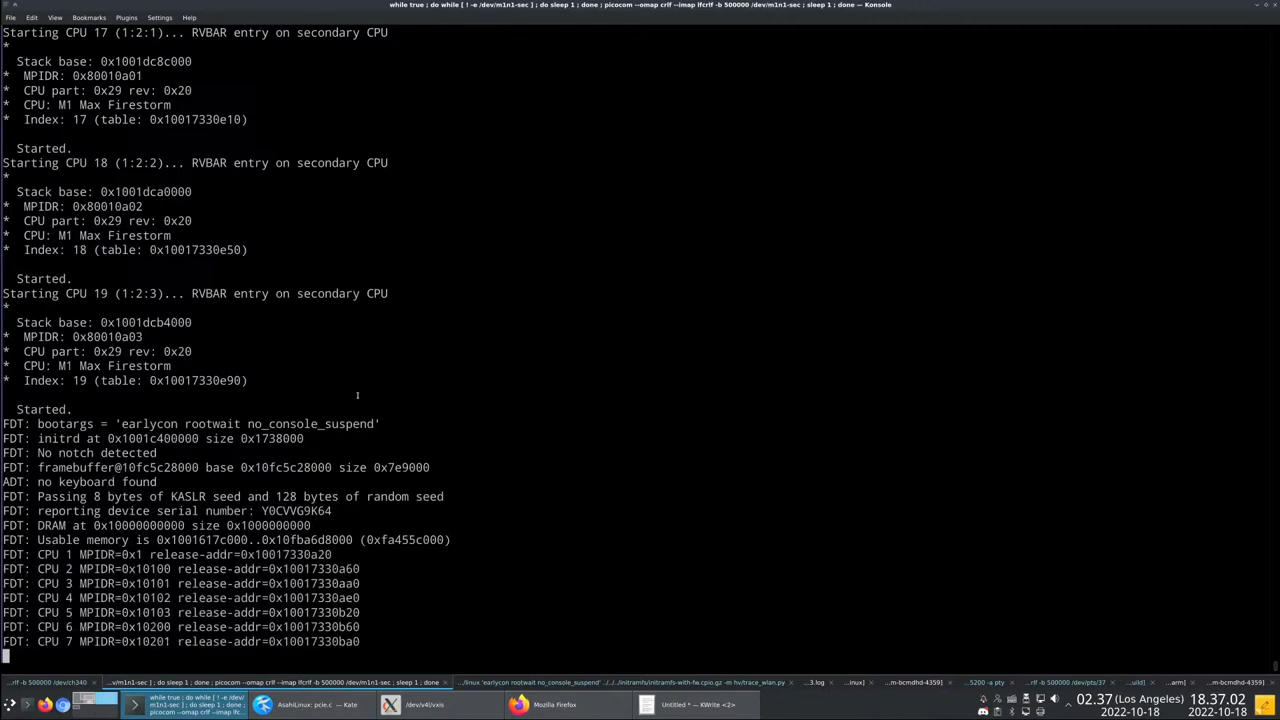 while true ; do while [ ! -e /dev/m1n1-sec ] ; do sleep 1 ; done ; picocom --omap crlf --imap lfcrlf -b 500000 /dev/m1n1-sec ; sleep 1 ; done — Konsole
File Edit View Bookmarks Plugins Settings Help
Starting CPU 17 (1:2:1)... RVBAR entry on secondary CPU
*
  Stack base: 0x1001dc8c000
*  MPIDR: 0x80010a01
*  CPU part: 0x29 rev: 0x20
*  CPU: M1 Max Firestorm
*  Index: 17 (table: 0x10017330e10)
  Started.
Starting CPU 18 (1:2:2)... RVBAR entry on secondary CPU
*
  Stack base: 0x1001dca0000
*  MPIDR: 0x80010a02
*  CPU part: 0x29 rev: 0x20
*  CPU: M1 Max Firestorm
*  Index: 18 (table: 0x10017330e50)
  Started.
Starting CPU 19 (1:2:3)... RVBAR entry on secondary CPU
*
  Stack base: 0x1001dcb4000
*  MPIDR: 0x80010a03
*  CPU part: 0x29 rev: 0x20
*  CPU: M1 Max Firestorm
*  Index: 19 (table: 0x10017330e90)
  Started.
FDT: bootargs = 'earlycon rootwait no_console_suspend'
FDT: initrd at 0x1001c400000 size 0x1738000
FDT: No notch detected
FDT: framebuffer@10fc5c28000 base 0x10fc5c28000 size 0x7e9000
ADT: no keyboard found
FDT: Passing 8 bytes of KASLR seed and 128 bytes of random seed
FDT: reporting device serial number: Y0CVVG9K64
FDT: DRAM at 0x10000000000 size 0x1000000000
FDT: Usable memory is 0x1001617c000..0x10fba6d8000 (0xfa455c000)
FDT: CPU 1 MPIDR=0x1 release-addr=0x10017330a20
FDT: CPU 2 MPIDR=0x10100 release-addr=0x10017330a60
FDT: CPU 3 MPIDR=0x10101 release-addr=0x10017330aa0
FDT: CPU 4 MPIDR=0x10102 release-addr=0x10017330ae0
FDT: CPU 5 MPIDR=0x10103 release-addr=0x10017330b20
FDT: CPU 6 MPIDR=0x10200 release-addr=0x10017330b60
FDT: CPU 7 MPIDR=0x10201 release-addr=0x10017330ba0
...rlf -b 500000 /dev/ch340 ...v/m1n1-sec ] ; do sleep 1 ; done ; picocom --omap crlf --imap lfcrlf -b 500000 /dev/m1n1-sec ; sleep 1 ; done .../linux 'earlycon rootwait no_console_suspend' ../../../initramfs/initramfs-with-fw.cpio.gz -m hv/trace_wlan.py ...3.log ...inux] ...m-bcmdhd-4359] ...5200 -a pty ...rlf -b 500000 /dev/pts/37 ...uild] ...arm] ...m-bcmdhd-4359]
while true ; do while [ ! -e /dev/
m1n1-sec ] ; do sleep 1 ; done ;
picocom --omap crlf --imap lfcrlf
AsahiLinux: pcie.c — Kate
/dev/v4l/vxis
Mozilla Firefox
Untitled * — KWrite <2>
02.37 (Los Angeles)
2022-10-18
18.37.02
2022-10-18